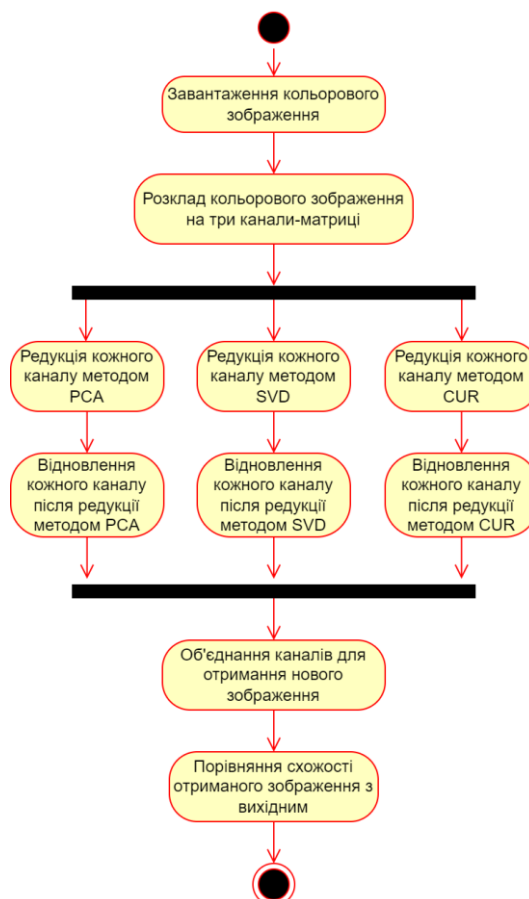 Завантаження кольорового
зображення
Розклад кольорового зображення
на три канали-матриці
Редукція кожного
каналу методом
PCA
Редукція кожного
каналу методом
SVD
Редукція кожного
каналу методом
CUR
Відновлення
кожного каналу
після редукції
методом PCA
Відновлення
кожного каналу
після редукції
методом SVD
Відновлення
кожного каналу
після редукції
методом CUR
Об'єднання каналів для
отримання нового
зображення
Порівняння схожості
отриманого зображення з
вихідним